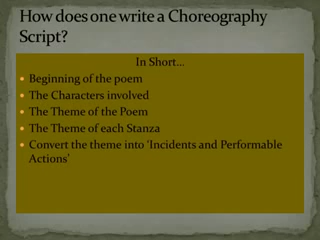 How does one write a Choreography
Script?
In Short…
Beginning of the poem
The Characters involved
The Theme of the Poem
The Theme of each Stanza
Convert the theme into 'Incidents and Performable
Actions'